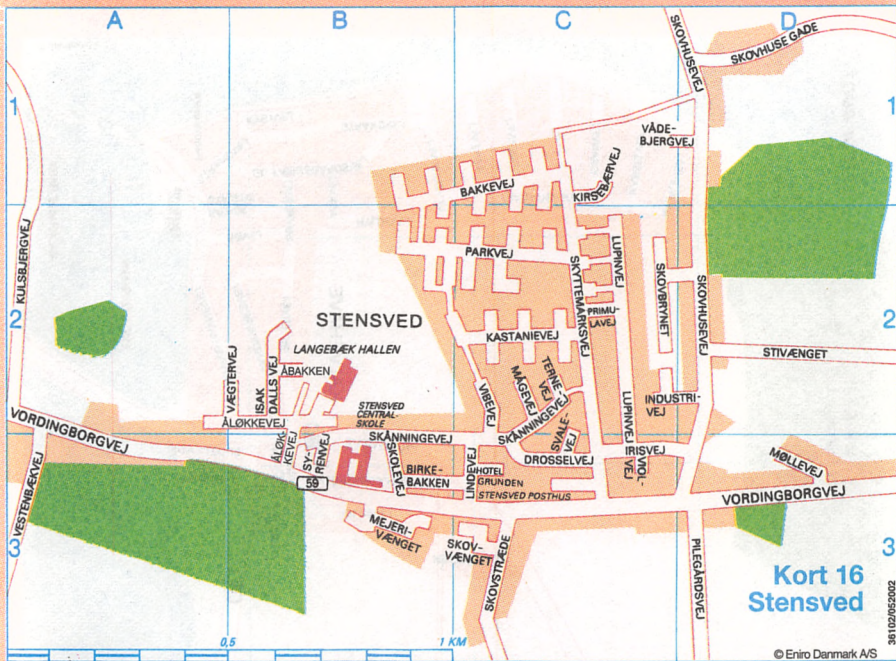 A
B
C
D
1
1
SKOVHUSEVEJ
SKOVHUSE GADE
VÅDE-
BJERGVEJ
BAKKEVEJ
KIRSEBÆRVEJ
KULSBJERGVEJ
PARKVEJ
SKYTTEMARKSVEJ
LUPINVEJ
SKOVBRYNET
SKOVHUSEVEJ
2
2
STENSVED
PRIMU-
LAVEJ
LANGEBÆK HALLEN
KASTANIEVEJ
STIVÆNGET
VÆGTERVEJ
ISAK
DALLS VEJ
ÅBAKKEN
VIBEVEJ
MÅGEVEJ
TERNE-
VEJ
LUPINVEJ
INDUSTRI-
VEJ
STENSVED
CENTRAL-
SKOLE
VORDINGBORGVEJ
ÅLØKKEVEJ
ÅLØK-
KEVEJ
SY-
RENVEJ
SKÅNNINGEVEJ
SKÅNNINGEVEJ
SVALE-
VEJ
DROSSELVEJ
IRISVEJ
VIOL-
VEJ
MØLLEVEJ
VESTENBÆKVEJ
59
SKOLEVEJ
BIRKE-
BAKKEN
LINDEVEJ
HOTEL
GRUNDEN
STENSVED POSTHUS
VORDINGBORGVEJ
3
3
MEJERI-
VÆNGET
SKOV-
VÆNGET
SKOVSTRÆDE
PILEGÅRDSVEJ
Kort 16
Stensved
0,5
1 KM
© Eniro Danmark A/S
36102/052002